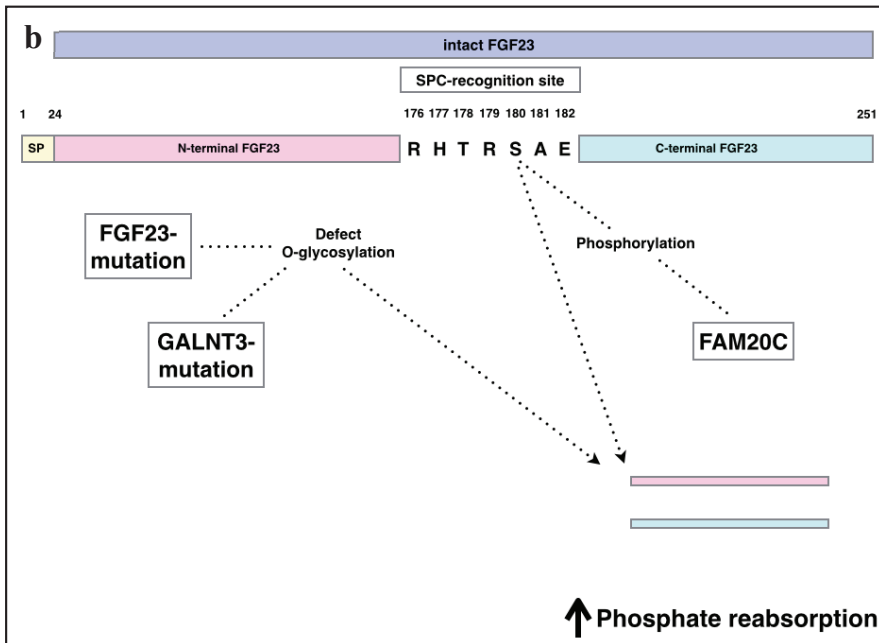 b
intact FGF23
SPC-recognition site
1 24 176 177 178 179 180 181 182 251
SP N-terminal FGF23 R H T R S A E C-terminal FGF23
FGF23-
mutation
Defect
O-glycosylation
Phosphorylation
GALNT3-
mutation
FAM20C
Phosphate reabsorption